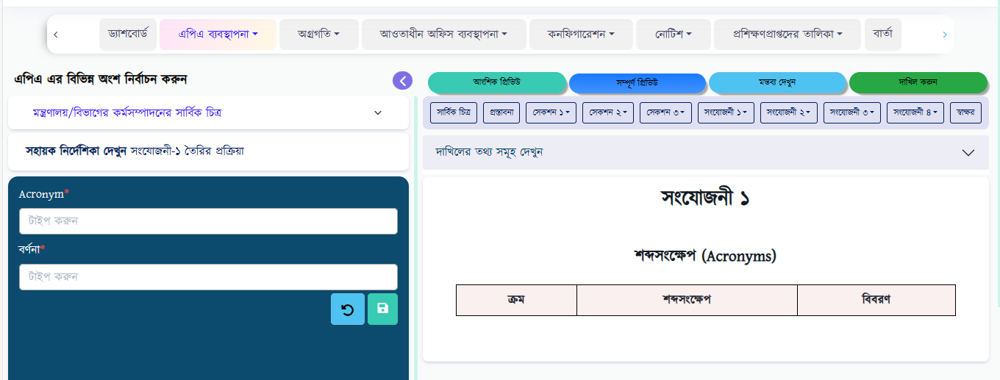 ড্যাশবোর্ড এপিএ ব্যবস্থাপনা অগ্রগতি আওতাধীন অফিস ব্যবস্থাপনা কনফিগারেশন নোটিশ প্রশিক্ষণপ্রাপ্তদের তালিকা বার্তা
এপিএ এর বিভিন্ন অংশ নির্বাচন করুন
মন্ত্রণালয়/বিভাগের কর্মসম্পাদনের সার্বিক চিত্র
সহায়ক নির্দেশিকা দেখুন সংযোজনী-১ তৈরির প্রক্রিয়া
Acronym*
টাইপ করুন
বর্ণনা*
টাইপ করুন
আংশিক প্রিভিউ সম্পূর্ণ প্রিভিউ মন্তব্য দেখুন দাখিল করুন
সার্বিক চিত্র প্রস্তাবনা সেকশন ১ সেকশন ২ সেকশন ৩ সংযোজনী ১ সংযোজনী ২ সংযোজনী ৩ সংযোজনী ৪ স্বাক্ষর
দাখিলের তথ্য সমূহ দেখুন
সংযোজনী ১
শব্দসংক্ষেপ (Acronyms)
ক্রম শব্দসংক্ষেপ বিবরণ